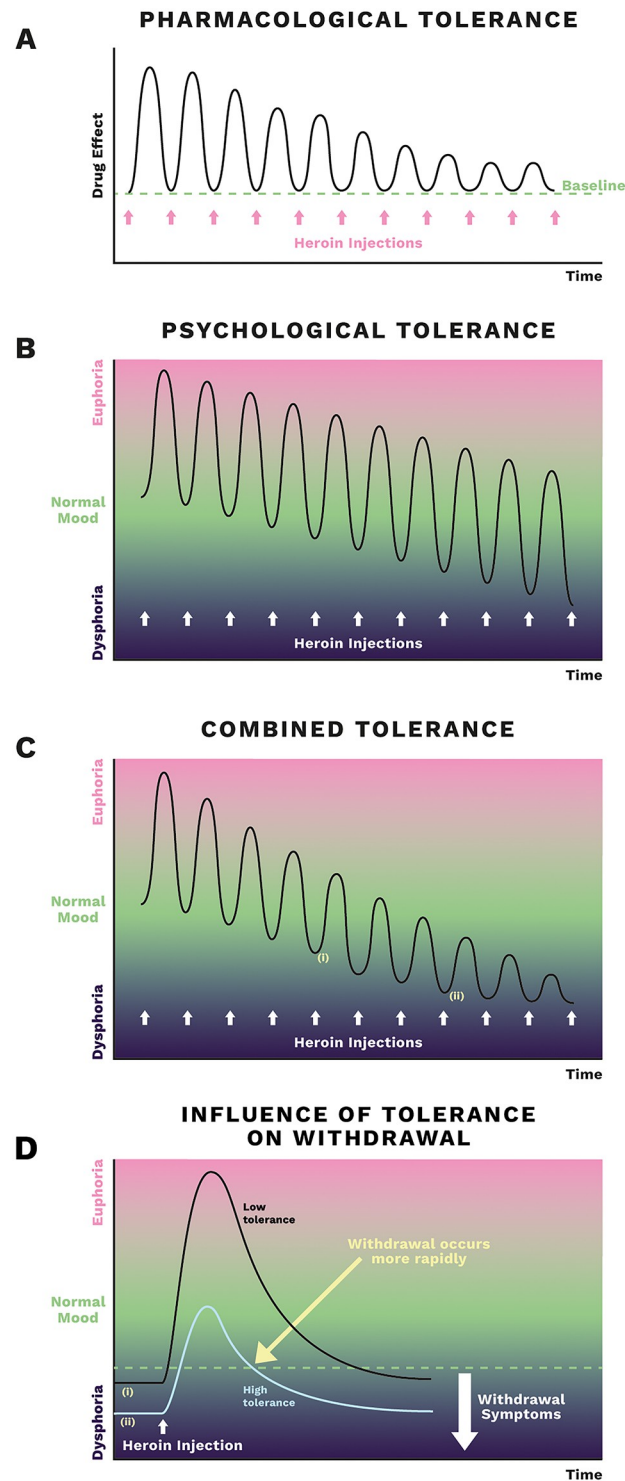 A
PHARMACOLOGICAL TOLERANCE
Drug Effect
Baseline
Heroin Injections
Time
B
PSYCHOLOGICAL TOLERANCE
Euphoria
Normal
Mood
Dysphoria
Heroin Injections
Time
C
COMBINED TOLERANCE
Euphoria
Normal
Mood
Dysphoria
(i)
(ii)
Heroin Injections
Time
D
INFLUENCE OF TOLERANCE
ON WITHDRAWAL
Euphoria
Normal
Mood
Dysphoria
Low
tolerance
Withdrawal occurs
more rapidly
(i)
High
tolerance
(ii)
Withdrawal
Symptoms
Heroin Injection
Time